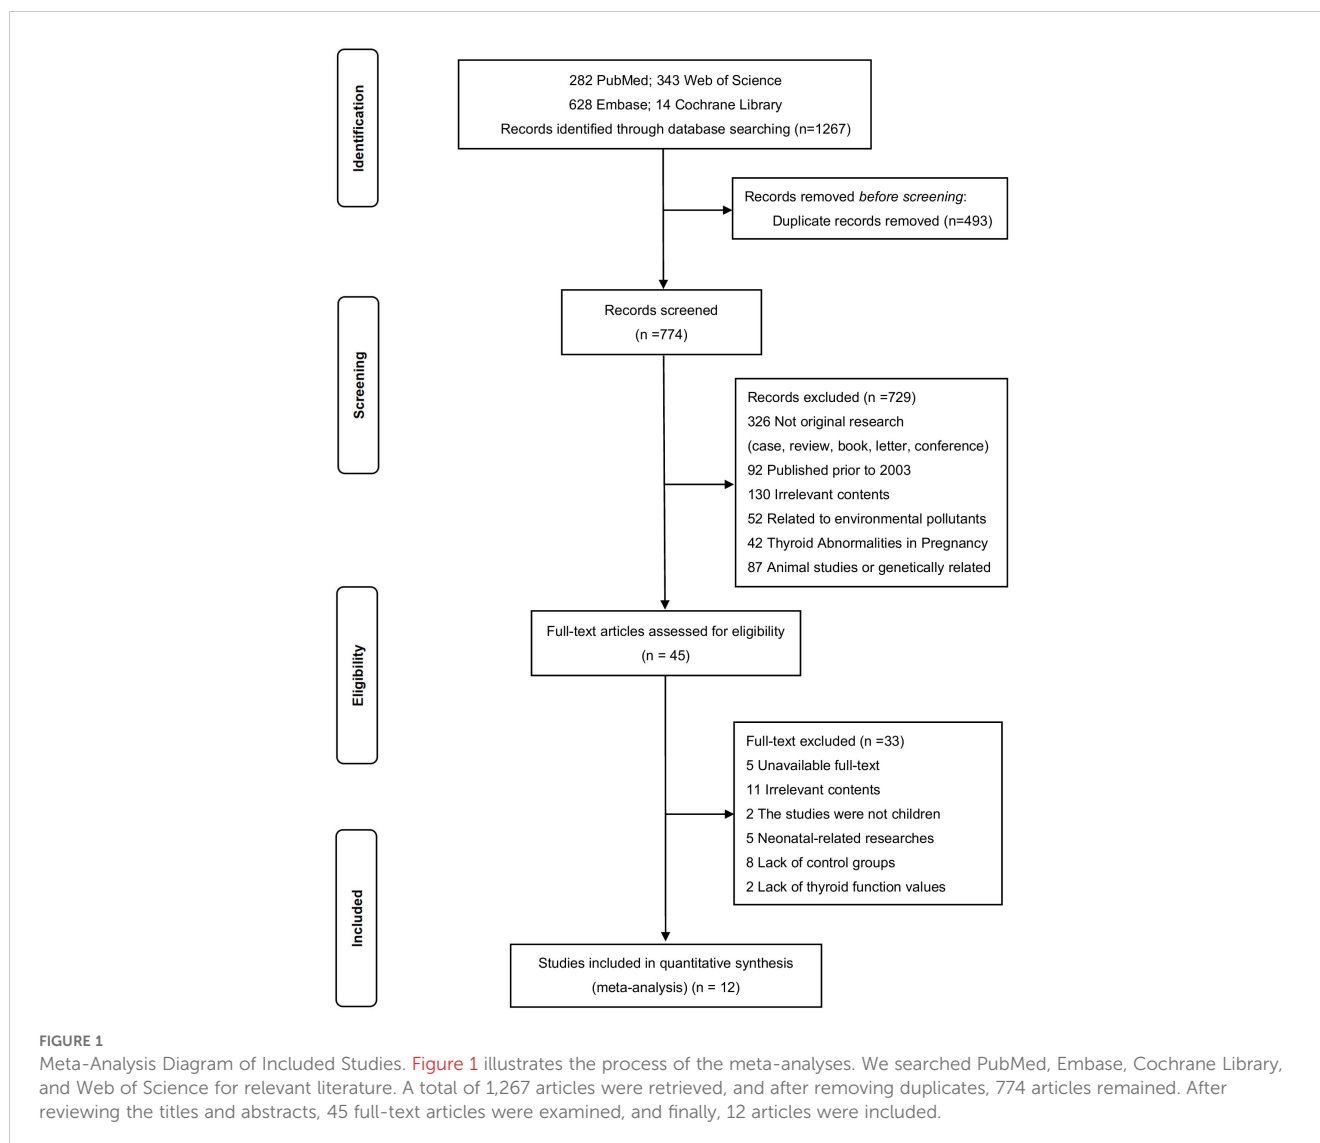 Identification
282 PubMed; 343 Web of Science
628 Embase; 14 Cochrane Library
Records identified through database searching (n=1267)
Records removed before screening:
Duplicate records removed (n=493)
Screening
Records screened
(n =774)
Records excluded (n =729)
326 Not original research
(case, review, book, letter, conference)
92 Published prior to 2003
130 Irrelevant contents
52 Related to environmental pollutants
42 Thyroid Abnormalities in Pregnancy
87 Animal studies or genetically related
Eligibility
Full-text articles assessed for eligibility
(n = 45)
Full-text excluded (n =33)
5 Unavailable full-text
11 Irrelevant contents
2 The studies were not children
5 Neonatal-related researches
8 Lack of control groups
2 Lack of thyroid function values
Included
Studies included in quantitative synthesis
(meta-analysis) (n = 12)
FIGURE 1
Meta-Analysis Diagram of Included Studies. Figure 1 illustrates the process of the meta-analyses. We searched PubMed, Embase, Cochrane Library,
and Web of Science for relevant literature. A total of 1,267 articles were retrieved, and after removing duplicates, 774 articles remained. After
reviewing the titles and abstracts, 45 full-text articles were examined, and finally, 12 articles were included.